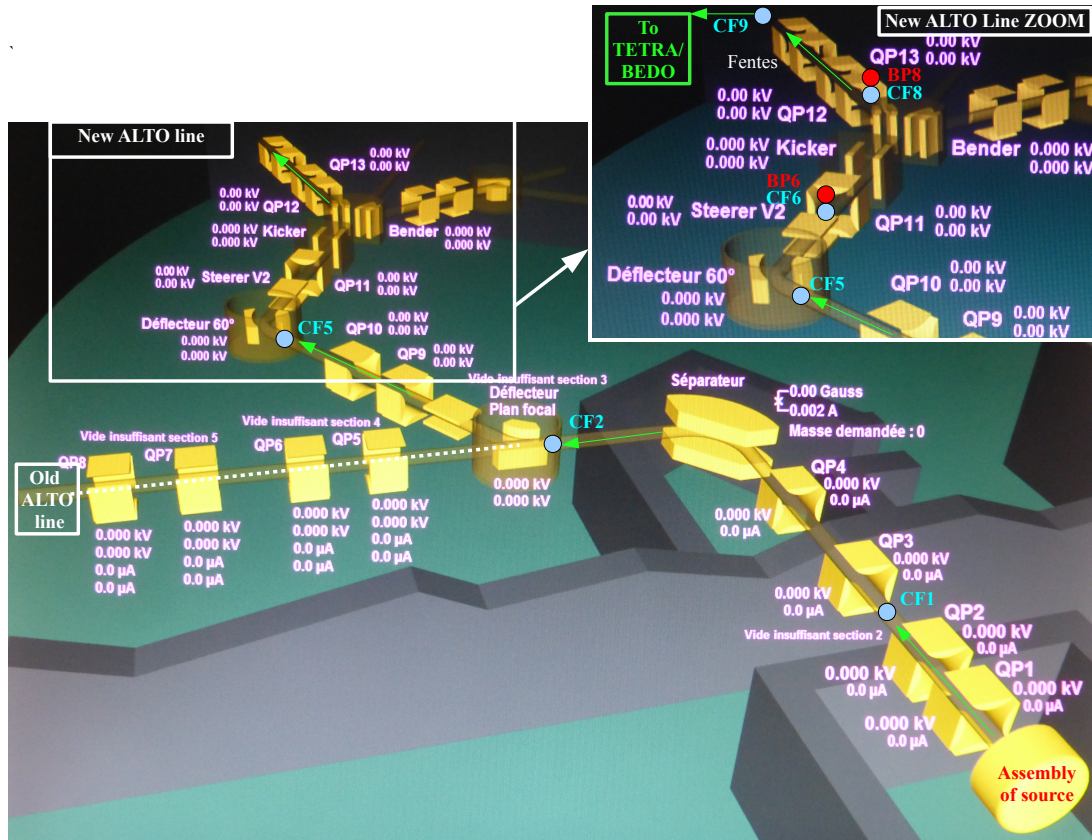 `
New ALTO line
QP13
0.00 kV
0.00 kV
0.00 kV
0.00 kV
QP12
0.000 kV
0.000 kV
Kicker
Bender
0.000 kV
0.000 kV
0.00 kV
0.00 kV
Steerer V2
QP11
0.00 kV
0.00 kV
Déflecteur 60°
0.000 kV
0.000 kV
CF5
QP10
0.00 kV
0.00 kV
QP9
0.00 kV
0.00 kV
CF9
New ALTO Line ZOOM
To
TETRA/
BEDO
Fentes
0.00 kV
0.00 kV
QP13
BP8
CF8
0.00 kV
0.00 kV
QP12
0.000 kV
0.000 kV
Kicker
Bender
0.000 kV
0.000 kV
BP6
CF6
0.00 kV
0.00 kV
Steerer V2
QP11
0.00 kV
0.00 kV
Déflecteur 60°
0.000 kV
0.000 kV
CF5
QP10
0.00 kV
0.00 kV
QP9
0.00 kV
0.00 kV
Vide insuffisant section 3
Déflecteur
Plan focal
CF2
0.000 kV
0.000 kV
Séparateur
0.00 Gauss
0.002 A
Masse demandée : 0
Vide insuffisant section 5
Vide insuffisant section 4
QP8
QP7
QP6
QP5
Old
ALTO
line
0.000 kV
0.000 kV
0.0 µA
0.0 µA
0.000 kV
0.000 kV
0.0 µA
0.0 µA
0.000 kV
0.000 kV
0.0 µA
0.0 µA
0.000 kV
0.000 kV
0.0 µA
0.0 µA
QP4
0.000 kV
0.0 µA
0.000 kV
0.0 µA
QP3
0.000 kV
0.0 µA
0.000 kV
0.0 µA
CF1
Vide insuffisant section 2
QP2
0.000 kV
0.0 µA
0.000 kV
0.0 µA
QP1
0.000 kV
0.0 µA
0.000 kV
0.0 µA
Assembly
of source